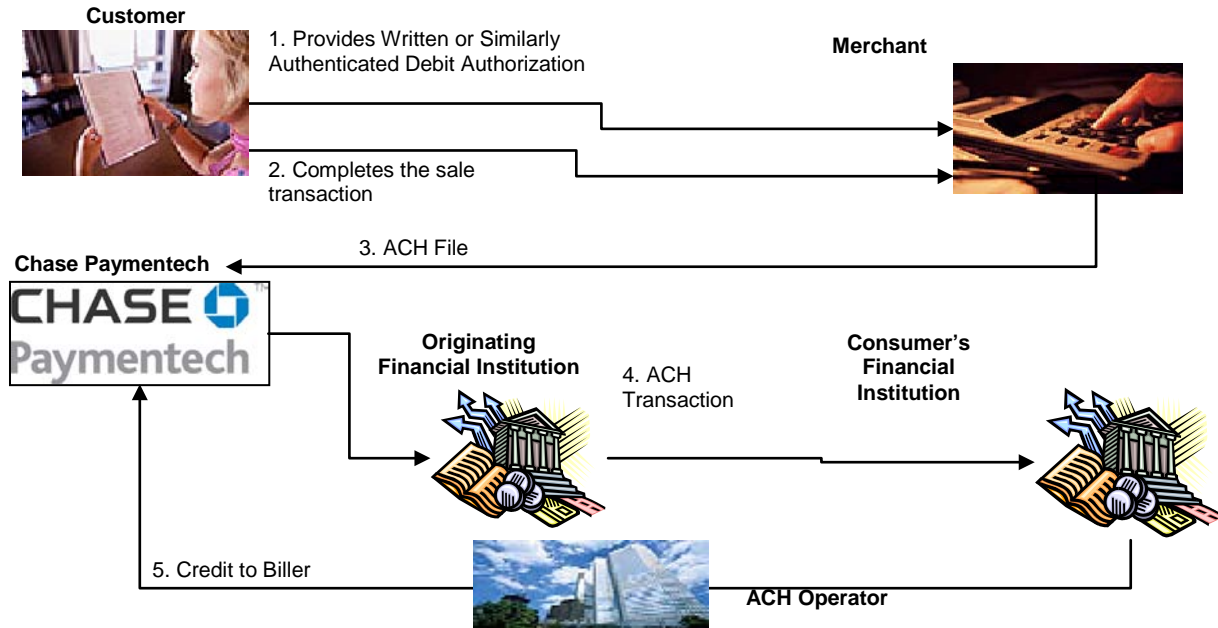 Customer
1. Provides Written or Similarly
Authenticated Debit Authorization
Merchant
2. Completes the sale
transaction
3. ACH File
Chase Paymentech
CHASE
TM
Paymentech
Originating
Financial Institution
4. ACH
Transaction
Consumer’s
Financial
Institution
5. Credit to Biller
ACH Operator